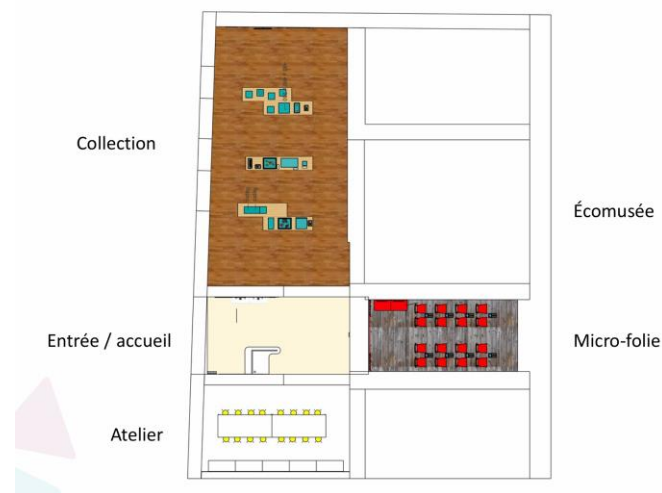 Collection
Écomusée
Entrée / accueil
Micro-folie
Atelier